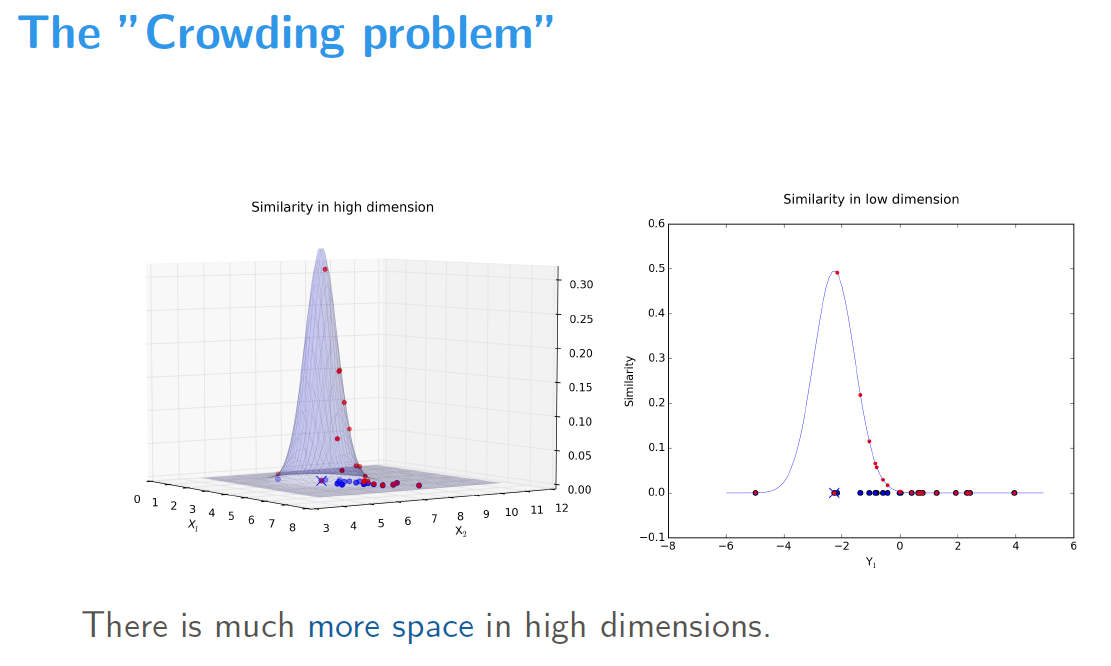 The "Crowding problem"
Similarity in high dimension
0.30
0.25
0.20
0.15
0.10
0.05
0.00
0 1 2 3 4 5 6 7 8
X₁
3 4 5 6 7 8 9 10 11 12
X₂
Similarity in low dimension
0.6
0.5
0.4
0.3
0.2
0.1
0.0
−0.1
Similarity
−8 −6 −4 −2 0 2 4 6
Y₁
There is much more space in high dimensions.